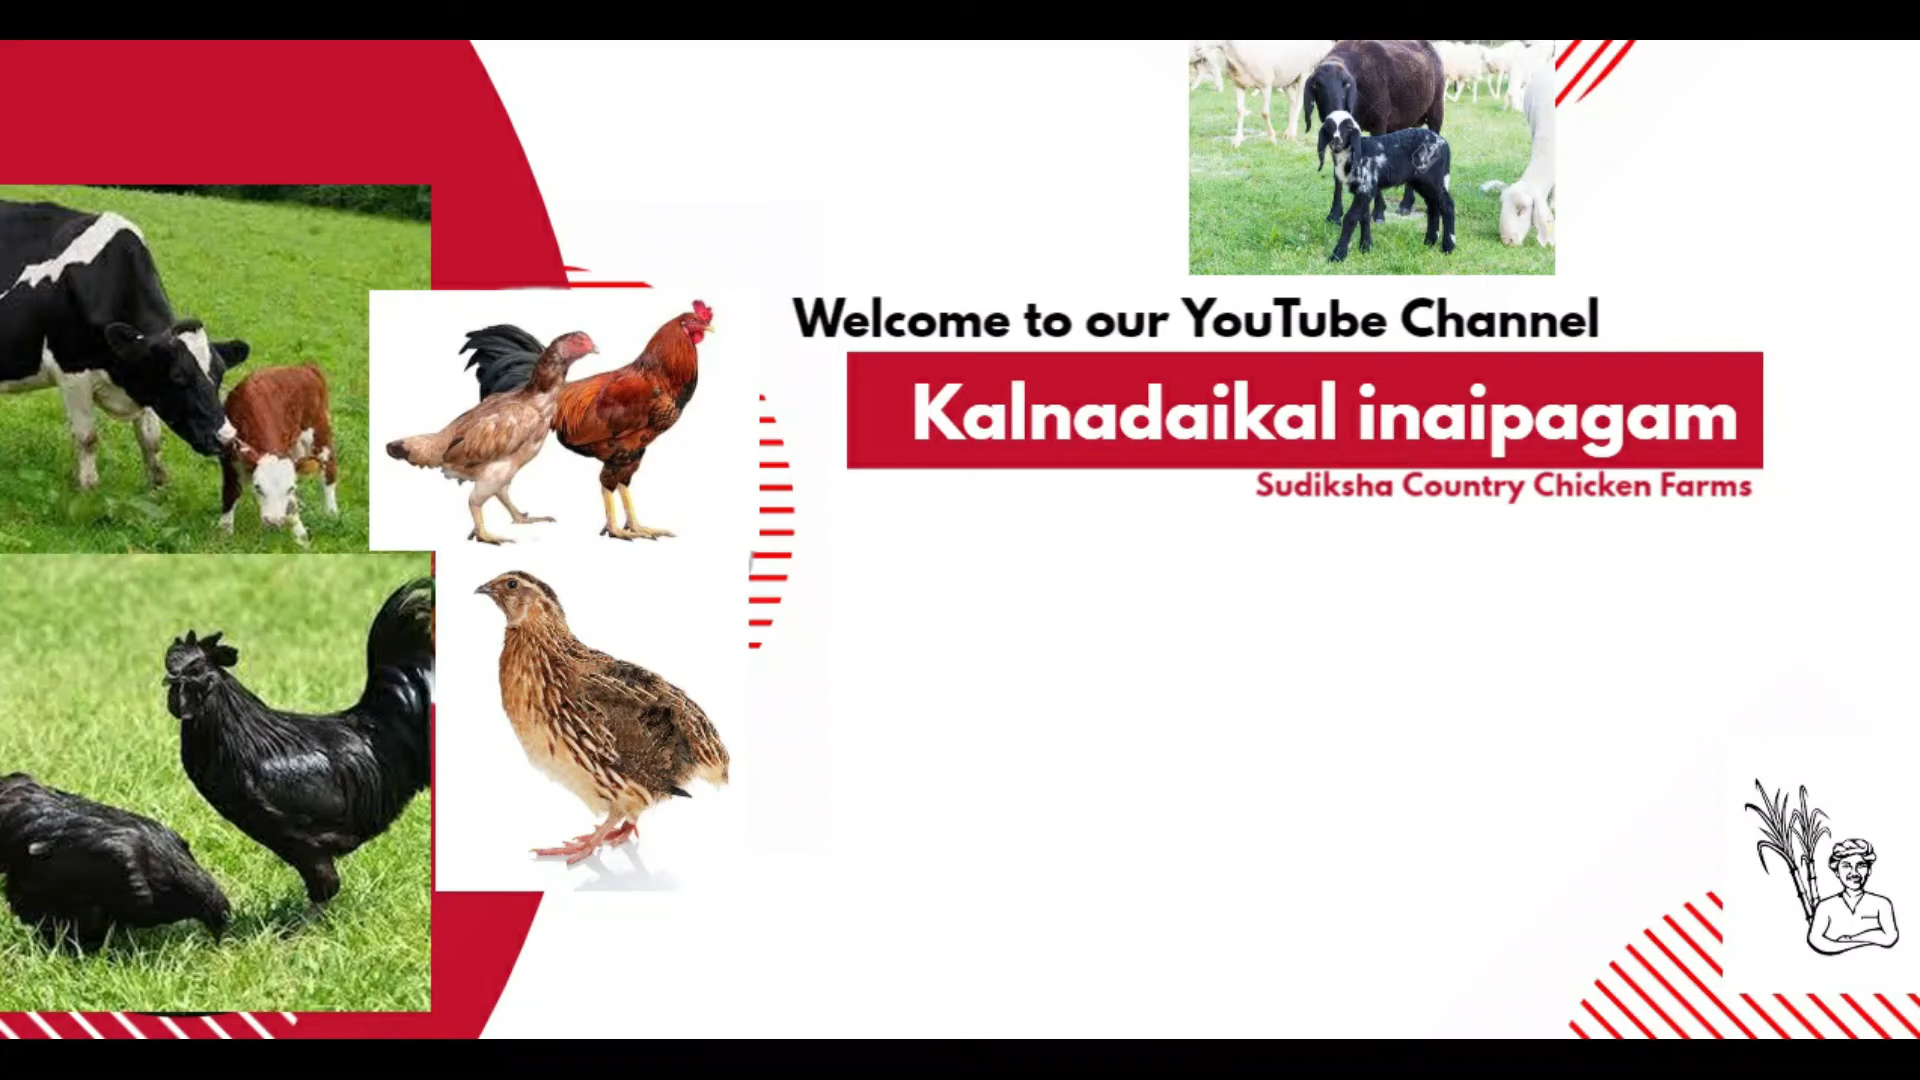 Welcome to our YouTube Channel
Kalnadaikal inaipagam
Sudiksha Country Chicken Farms